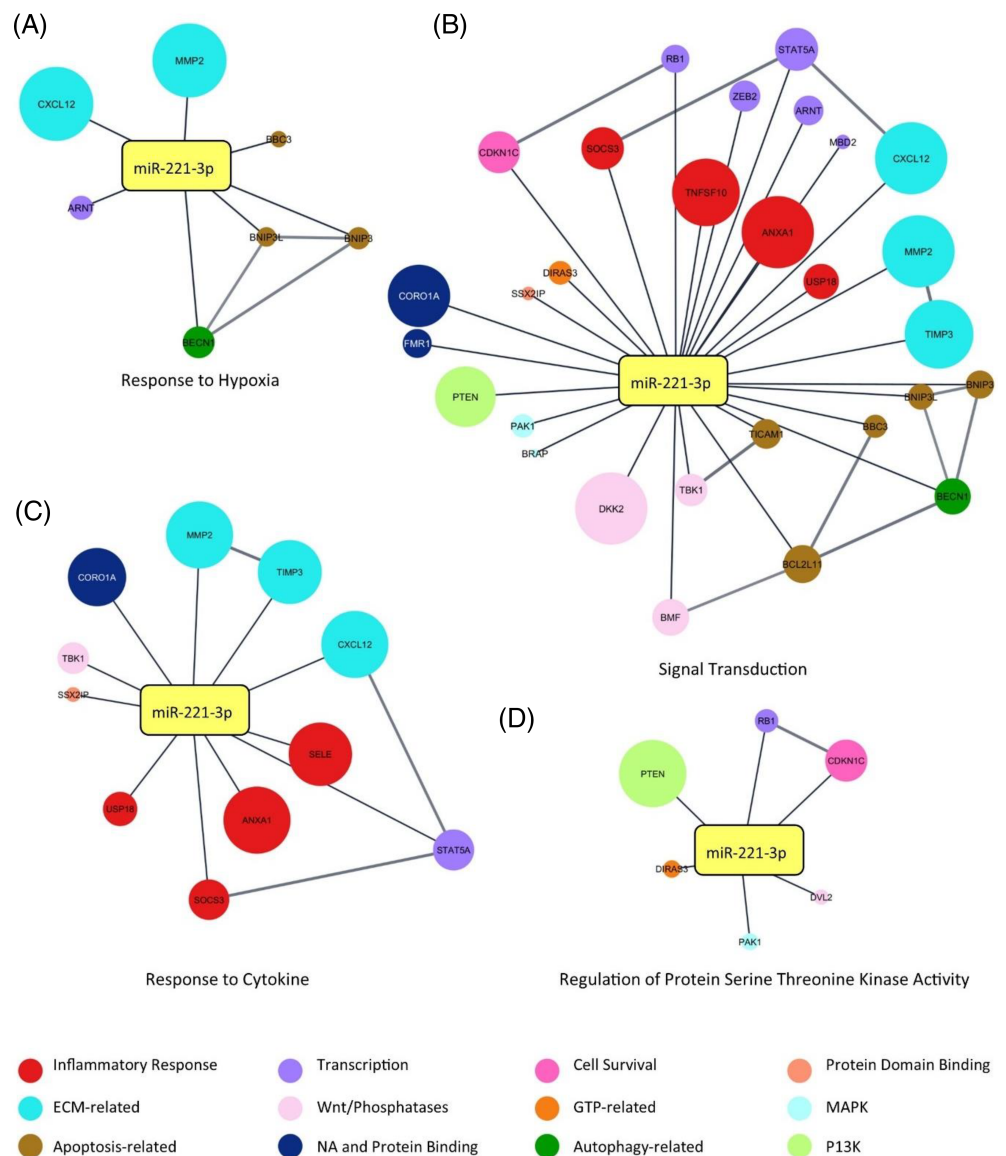 (A)
MMP2
CXCL12
BBC3
miR-221-3p
ARNT
BNIP3L
BNIP3
BECN1
Response to Hypoxia
(B)
STAT5A
RB1
ZEB2
ARNT
MBD2
CDKN1C
SOCS3
CXCL12
TNFSF10
ANXA1
MMP2
DIRAS3
USP18
SSX2IP
CORO1A
TIMP3
FMR1
miR-221-3p
BNIP3
PTEN
BNIP3L
PAK1
TICAM1
BBC3
BRAP
TBK1
BECN1
DKK2
BCL2L11
BMF
Signal Transduction
(C)
MMP2
TIMP3
CORO1A
CXCL12
TBK1
SSX2IP
miR-221-3p
SELE
USP18
ANXA1
STAT5A
SOCS3
Response to Cytokine
(D)
RB1
CDKN1C
PTEN
miR-221-3p
DIRAS3
DVL2
PAK1
Regulation of Protein Serine Threonine Kinase Activity
Inflammatory Response
Transcription
Cell Survival
Protein Domain Binding
ECM-related
Wnt/Phosphatases
GTP-related
MAPK
Apoptosis-related
NA and Protein Binding
Autophagy-related
P13K